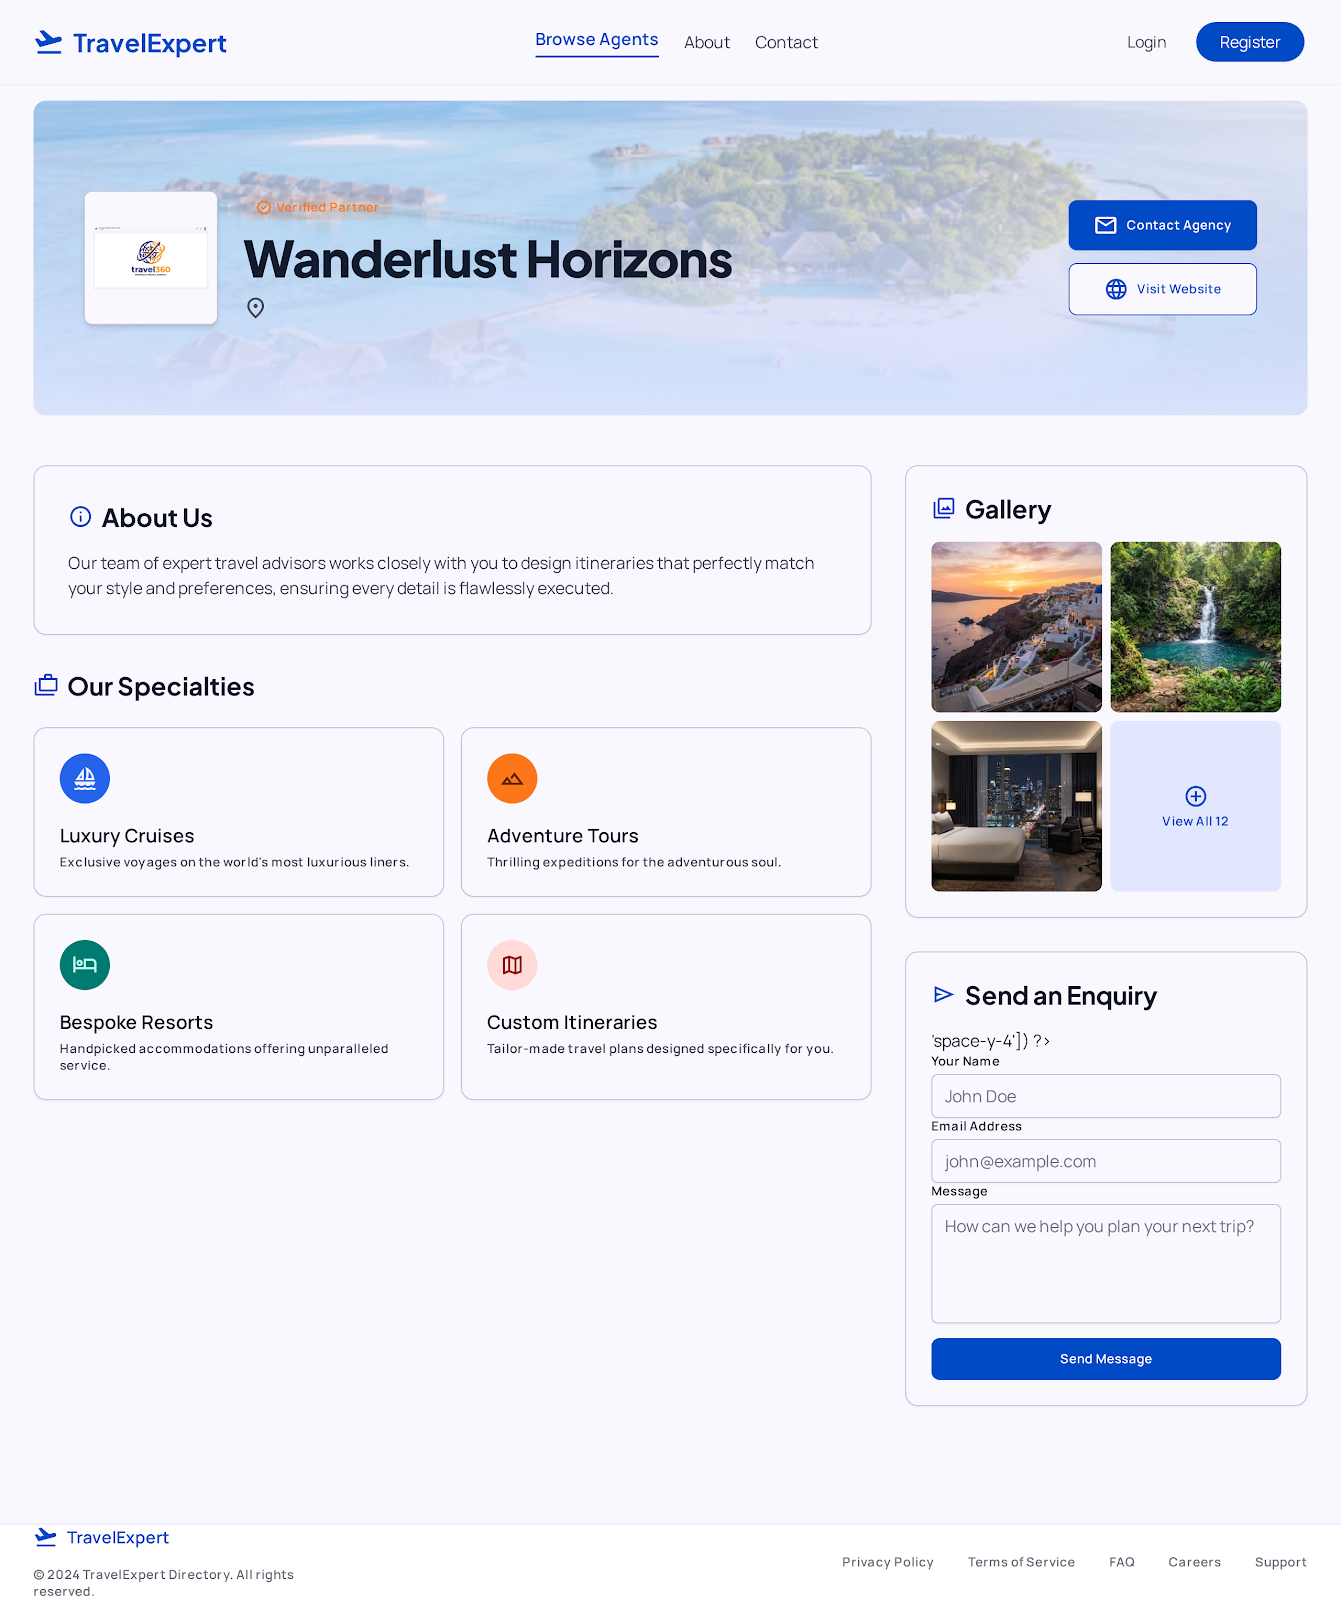 TravelExpert
Browse Agents
About
Contact
Login
Register
travel360
Verified Partner
Wanderlust Horizons
Contact Agency
Visit Website
About Us
Our team of expert travel advisors works closely with you to design itineraries that perfectly match
your style and preferences, ensuring every detail is flawlessly executed.
Our Specialties
Luxury Cruises
Exclusive voyages on the world's most luxurious liners.
Adventure Tours
Thrilling expeditions for the adventurous soul.
Bespoke Resorts
Handpicked accommodations offering unparalleled
service.
Custom Itineraries
Tailor-made travel plans designed specifically for you.
Gallery
View All 12
Send an Enquiry
'space-y-4']) ?>
Your Name
John Doe
Email Address
john@example.com
Message
How can we help you plan your next trip?
Send Message
TravelExpert
© 2024 TravelExpert Directory. All rights
reserved.
Privacy Policy
Terms of Service
FAQ
Careers
Support